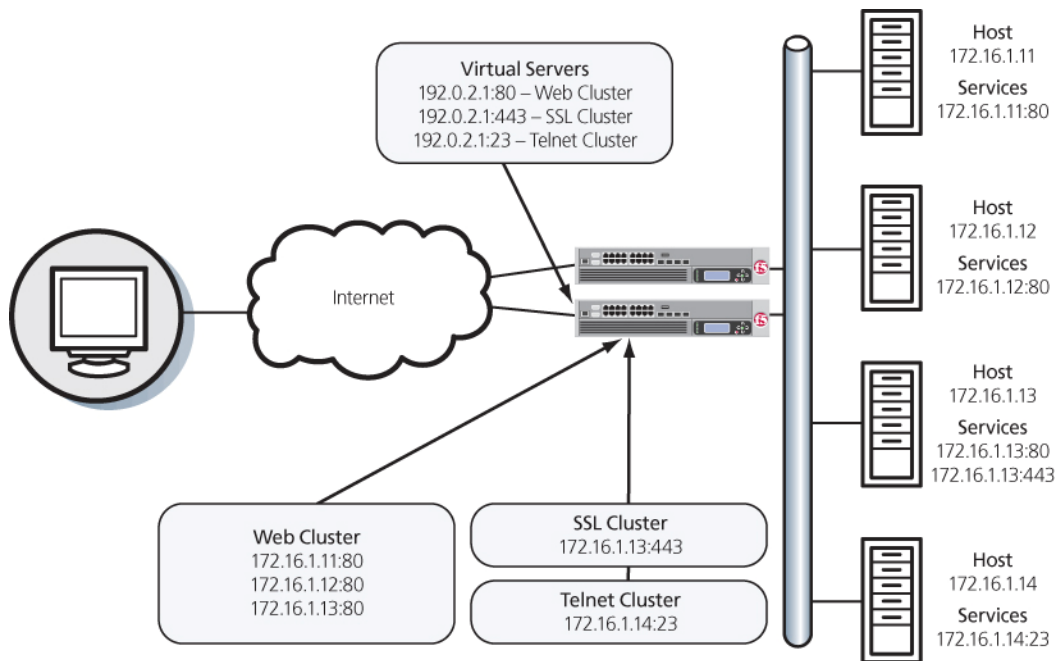 Virtual Servers
192.0.2.1:80 – Web Cluster
192.0.2.1:443 – SSL Cluster
192.0.2.1:23 – Telnet Cluster
Internet
f5
f5
Web Cluster
172.16.1.11:80
172.16.1.12:80
172.16.1.13:80
SSL Cluster
172.16.1.13:443
Telnet Cluster
172.16.1.14:23
Host
172.16.1.11
Services
172.16.1.11:80
Host
172.16.1.12
Services
172.16.1.12:80
Host
172.16.1.13
Services
172.16.1.13:80
172.16.1.13:443
Host
172.16.1.14
Services
172.16.1.14:23